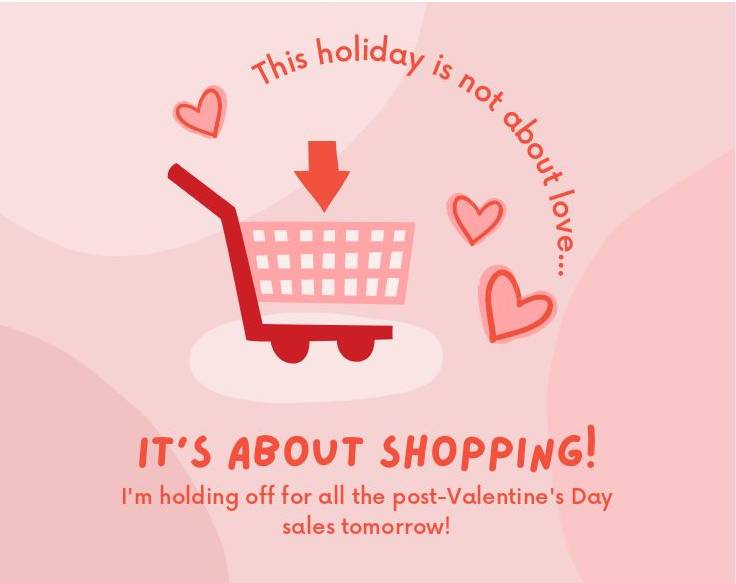 This holiday is not about love...
IT'S ABOUT SHOPPING!
I'm holding off for all the post-Valentine's Day
sales tomorrow!